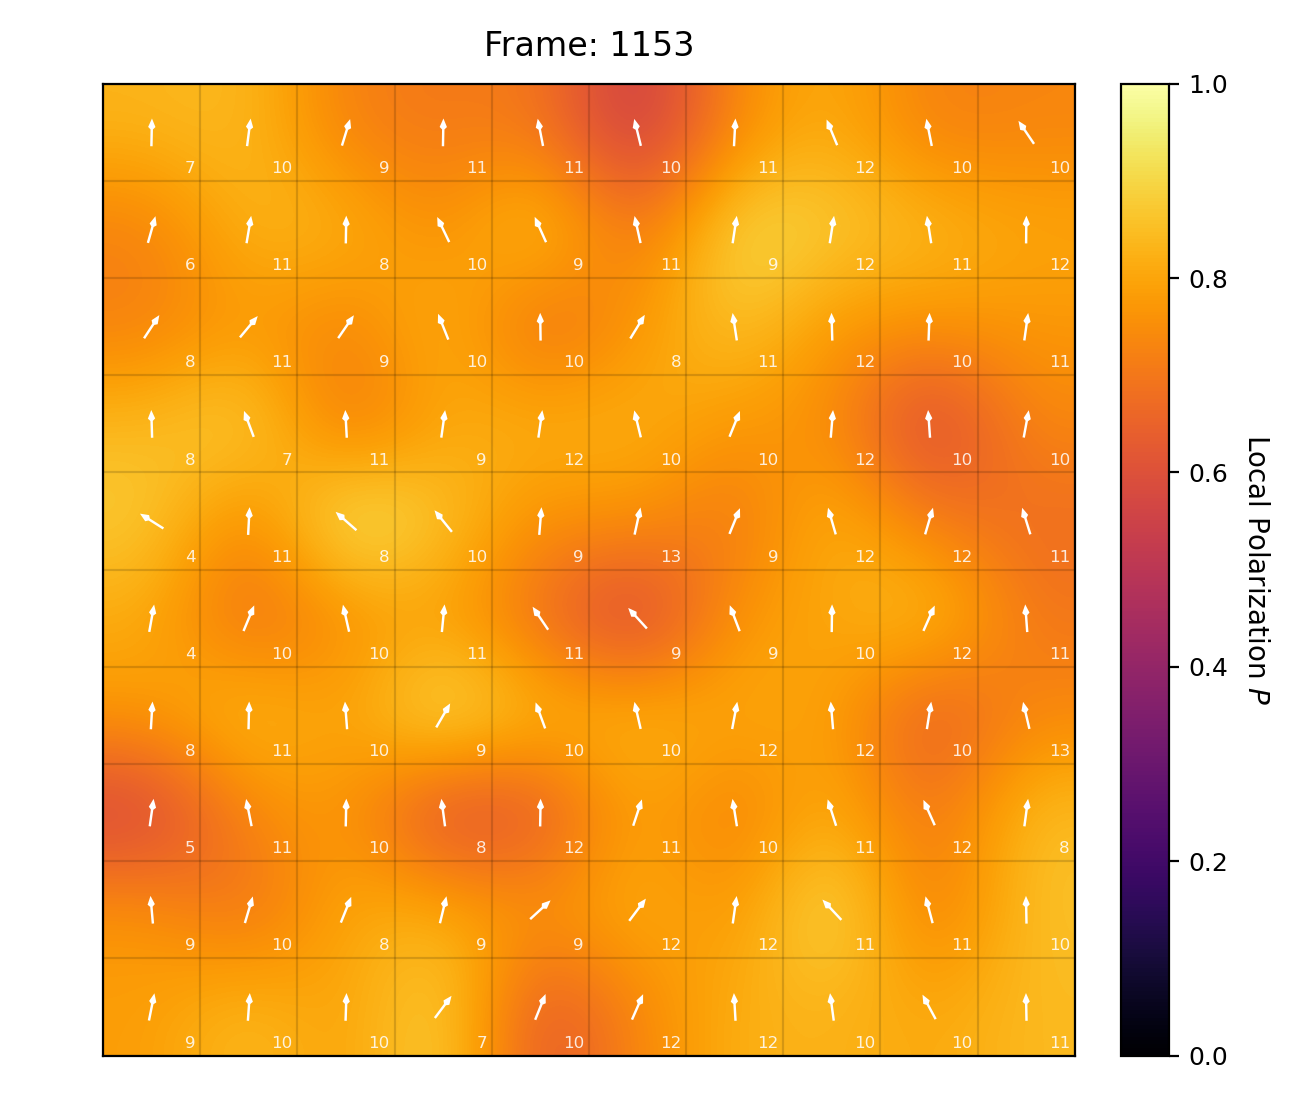 Frame: 1153
7 10 9 11 11 10 11 12 10 10
6 11 8 10 9 11 9 12 11 12
8 11 9 10 10 8 11 12 10 11
8 7 11 9 12 10 10 12 10 10
4 11 8 10 9 13 9 12 12 11
4 10 10 11 11 9 9 10 12 11
8 11 10 9 10 10 12 12 10 13
5 11 10 8 12 11 10 11 12 8
9 10 8 9 9 12 12 11 11 10
9 10 10 7 10 12 12 10 10 11
1.0
0.8
0.6
0.4
0.2
0.0
Local Polarization P